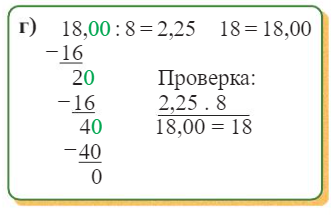 г) 18,00 : 8 = 2,25 18 = 18,00
−16
20
−16
40
−40
0
Проверка:
2,25 . 8
18,00 = 18